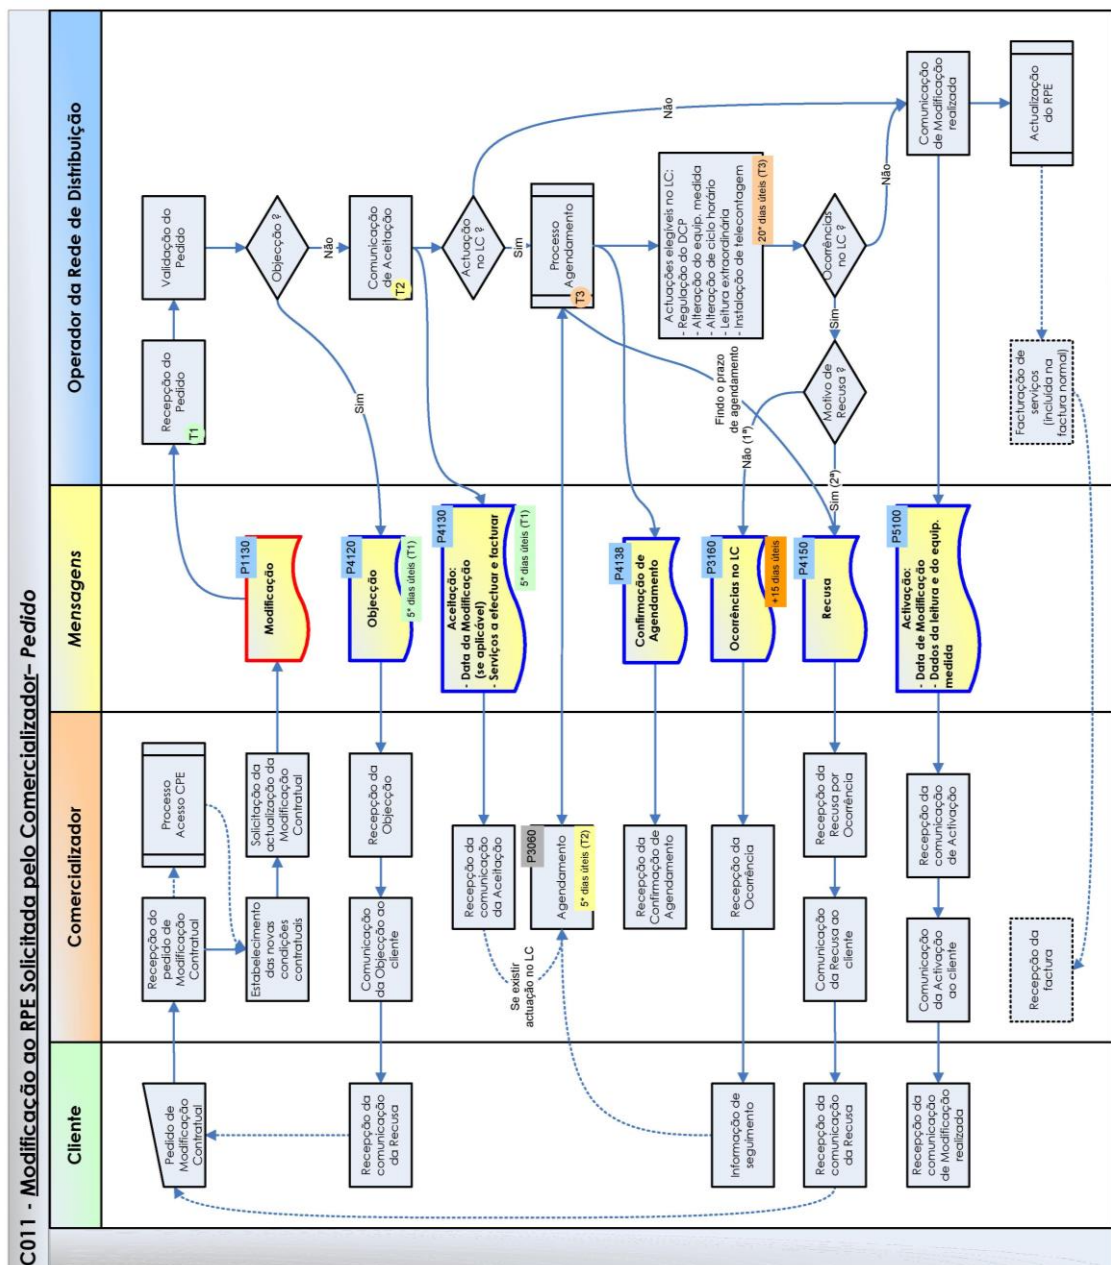 C011 - Modificação ao RPE Solicitada pelo Comercializador– Pedido
Operador da Rede de Distribuição
Recepção do
Pedido
T1
Validação do
Pedido
Objecção ?
Não
Sim
Comunicação
de Aceitação
T2
Actuação
no LC ?
Sim
Não
Processo
Agendamento
T3
Findo o prazo
de agendamento
Actuações elegíveis no LC:
- Regulação do DCP
- Alteração do equip. medida
- Alteração de ciclo horário
- Leitura extraordinária
- Instalação de telecontagem
20* dias úteis (T3)
Ocorrências
no LC ?
Não
Sim
Motivo de
Recusa ?
Não (1ª)
Sim (2ª)
Comunicação
de Modificação
realizada
Actualização
do RPE
Facturação de
serviços
(incluída na
factura normal)
Mensagens
P1130
Modificação
P4120
Objecção
5* dias úteis (T1)
P4130
Aceitação:
- Data da Modificação
(se aplicável)
- Serviços a efectuar e facturar
5* dias úteis (T1)
P4138
Confirmação de
Agendamento
P3160
Ocorrências no LC
+15 dias úteis
P4150
Recusa
P5100
Activação:
- Data de Modificação
- Dados da leitura e do equip.
medida
Comercializador
Recepção do
pedido de
Modificação
Contratual
Processo
Acesso CPE
Estabelecimento
das novas
condições
contratuais
Solicitação da
actualização da
Modificação
Contratual
Recepção da
Objecção
Comunicação
da Objecção ao
cliente
Recepção da
comunicação
da Aceitação
Se existir
actuação no LC
P3060
Agendamento
5* dias úteis (T2)
Recepção da
Confirmação de
Agendamento
Recepção da
Ocorrência
Recepção da
Recusa por
Ocorrência
Comunicação
da Recusa ao
cliente
Recepção da
comunicação
de Activação
Comunicação
da Activação
ao cliente
Recepção da
factura
Cliente
Pedido de
Modificação
Contratual
Recepção da
comunicação
da Recusa
Informação de
seguimento
Recepção da
comunicação
da Recusa
Recepção da
comunicação
de Modificação
realizada